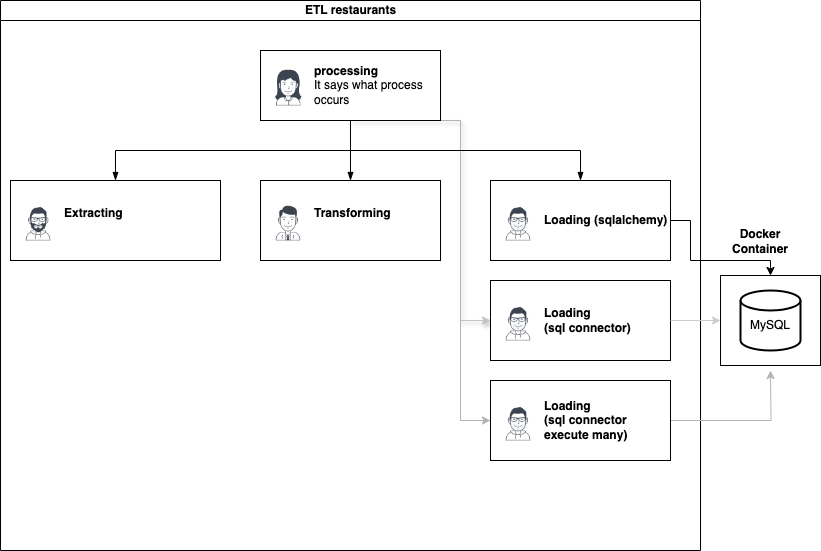 ETL restaurants
processing
It says what process
occurs
Extracting
Transforming
Loading (sqlalchemy)
Docker
Container
Loading
(sql connector)
MySQL
Loading
(sql connector
execute many)